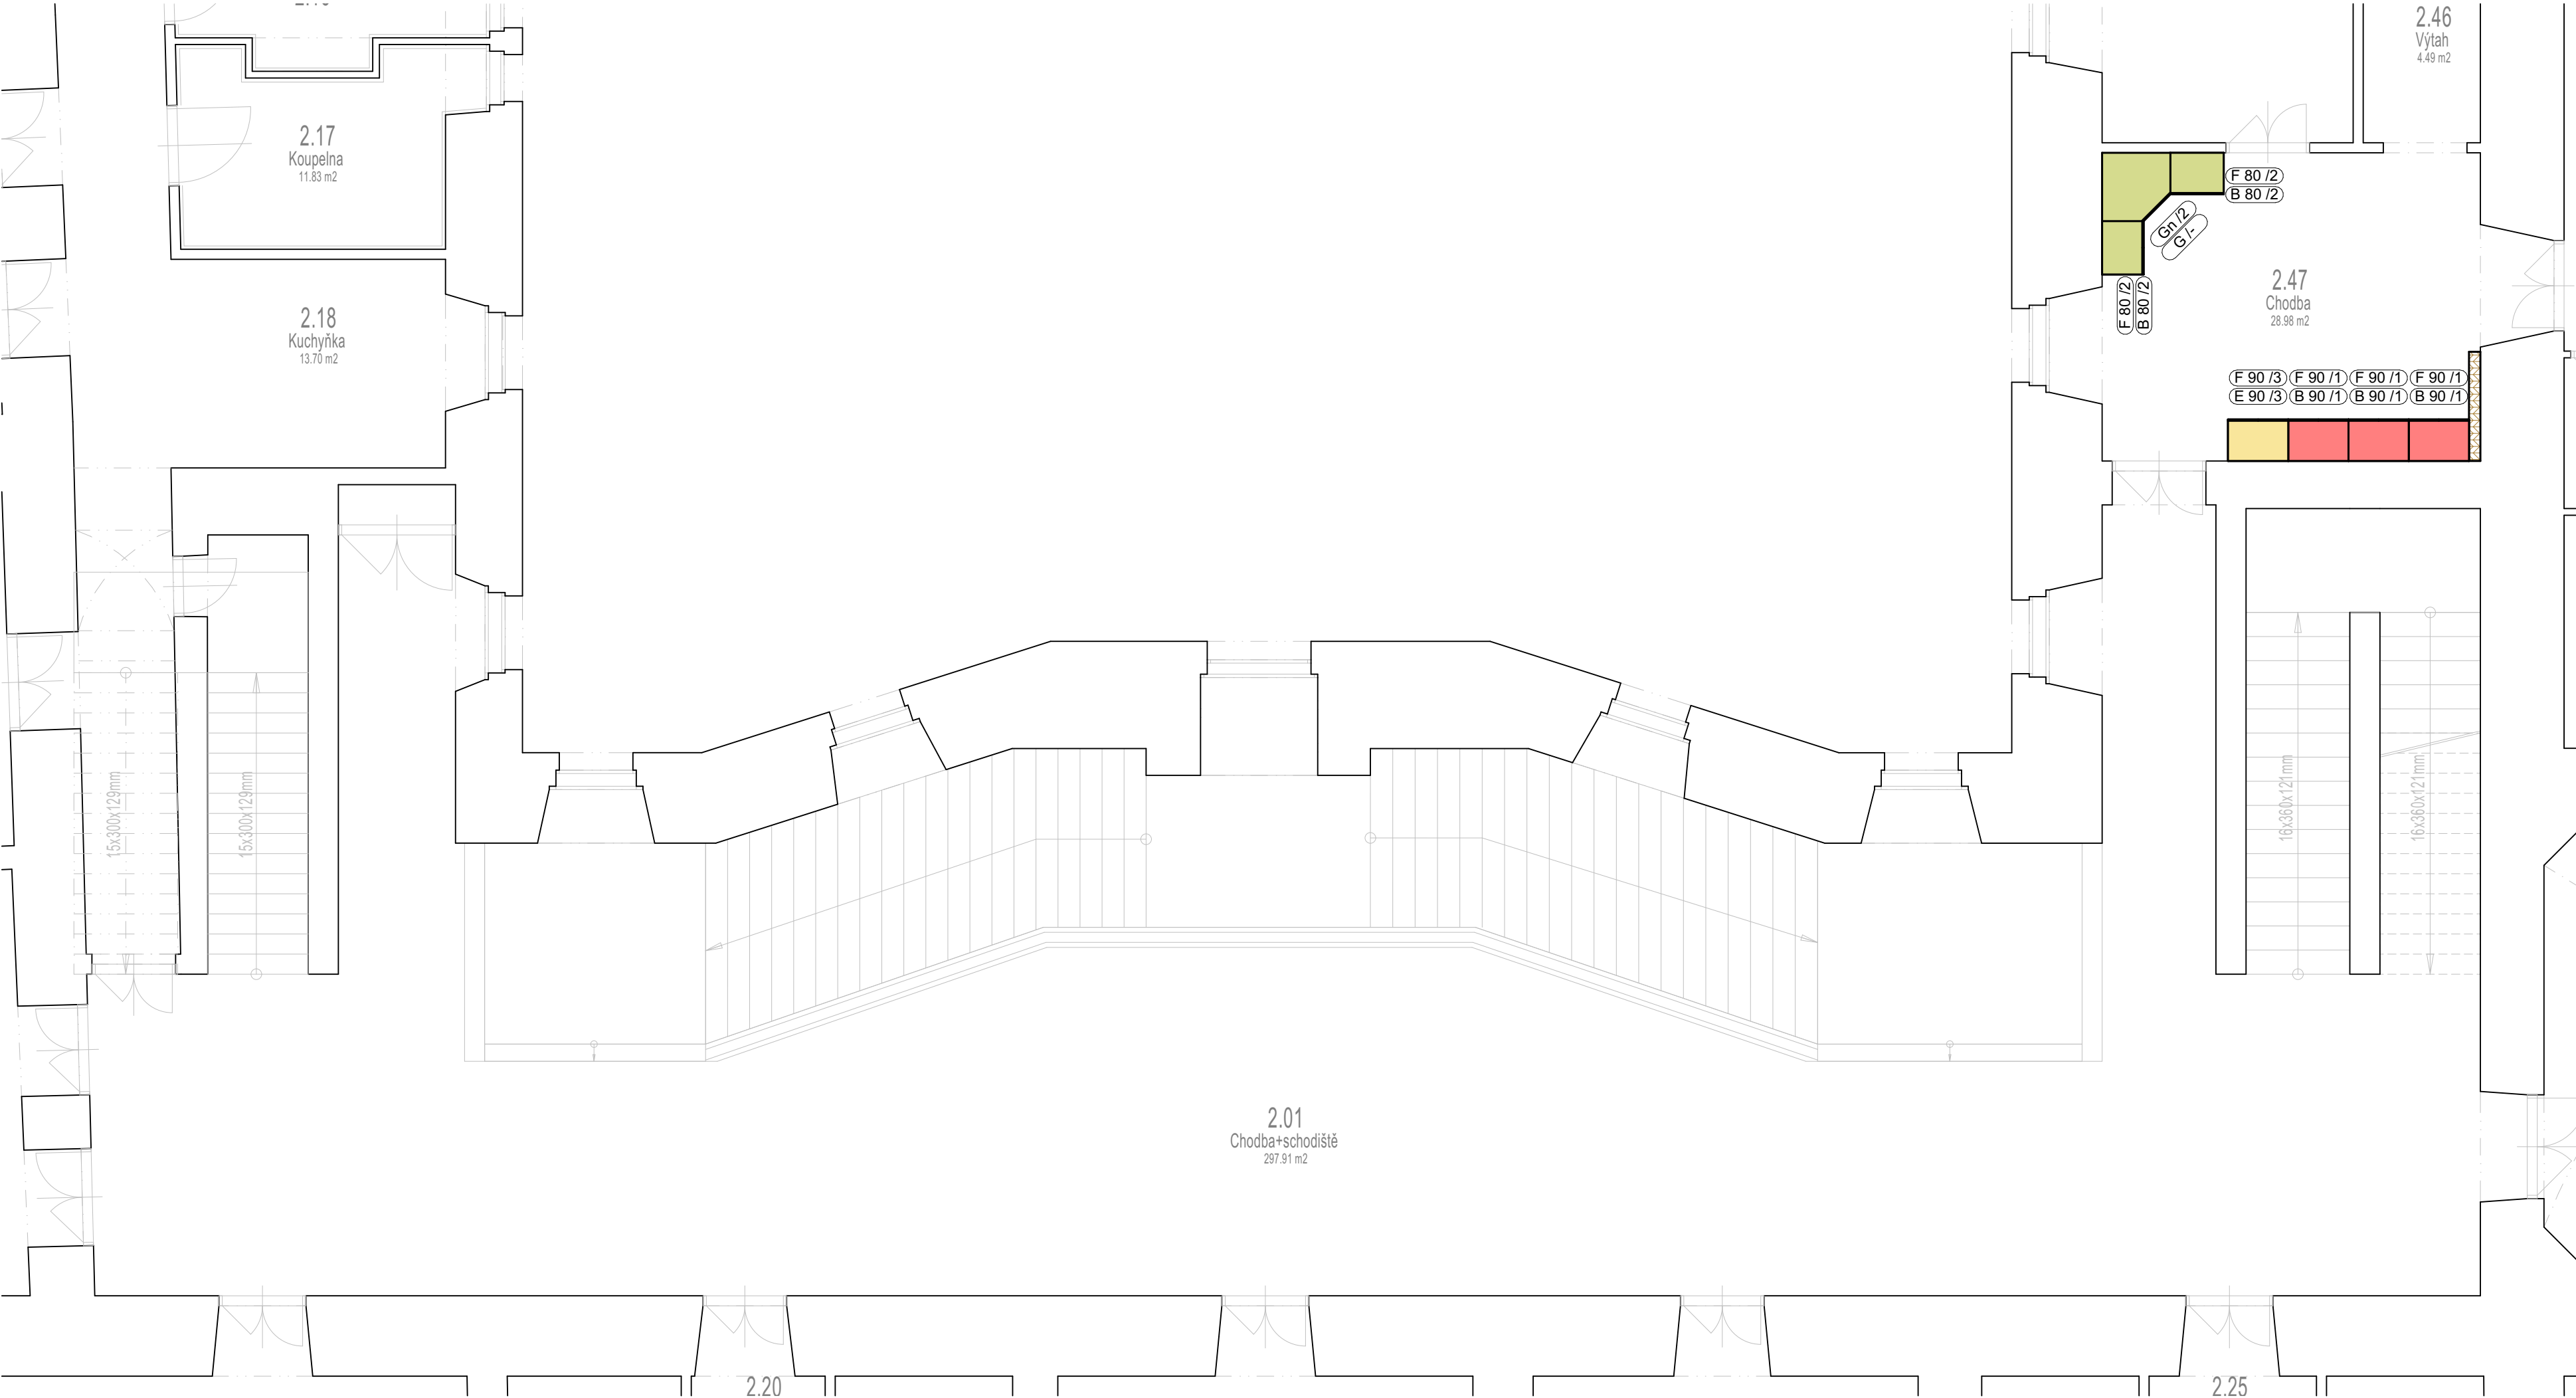 2.46
Výtah
4.49 m2
2.17
Koupelna
11.83 m2
F 80 /2
B 80 /2
Gn /2
G /-
F 80 /2
B 80 /2
2.47
Chodba
28.98 m2
2.18
Kuchyňka
13.70 m2
F 90 /3 F 90 /1 F 90 /1 F 90 /1
E 90 /3 B 90 /1 B 90 /1 B 90 /1
15x300x129mm
15x300x129mm
16x360x121mm
16x360x121mm
2.01
Chodba+schodiště
297.91 m2
2.20
2.25